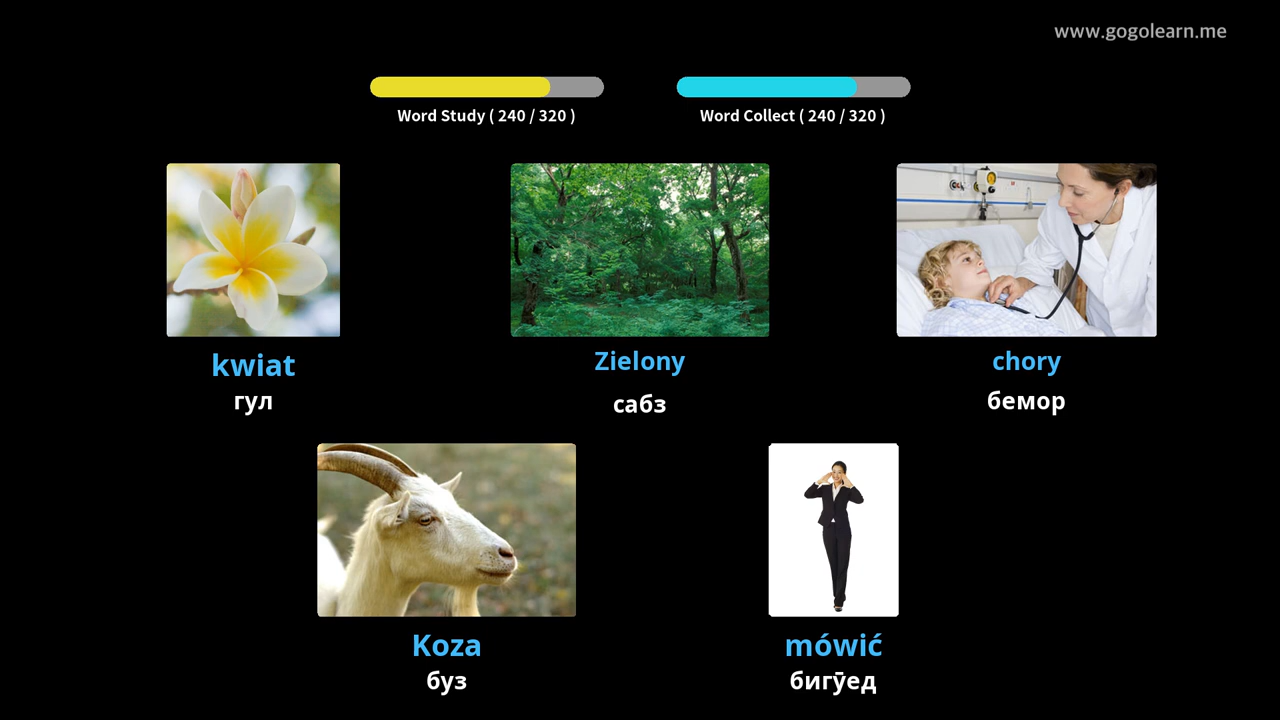 www.gogolearn.me
Word Study ( 240 / 320 )
Word Collect ( 240 / 320 )
kwiat
гул
Zielony
сабз
chory
бемор
Koza
буз
mówić
бигӯед